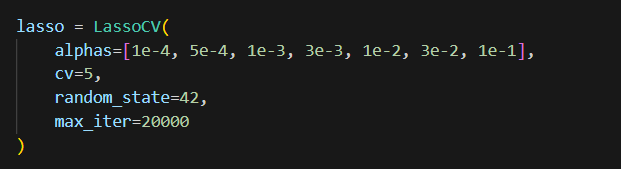 lasso = LassoCV(
    alphas=[1e-4, 5e-4, 1e-3, 3e-3, 1e-2, 3e-2, 1e-1],
    cv=5,
    random_state=42,
    max_iter=20000
)